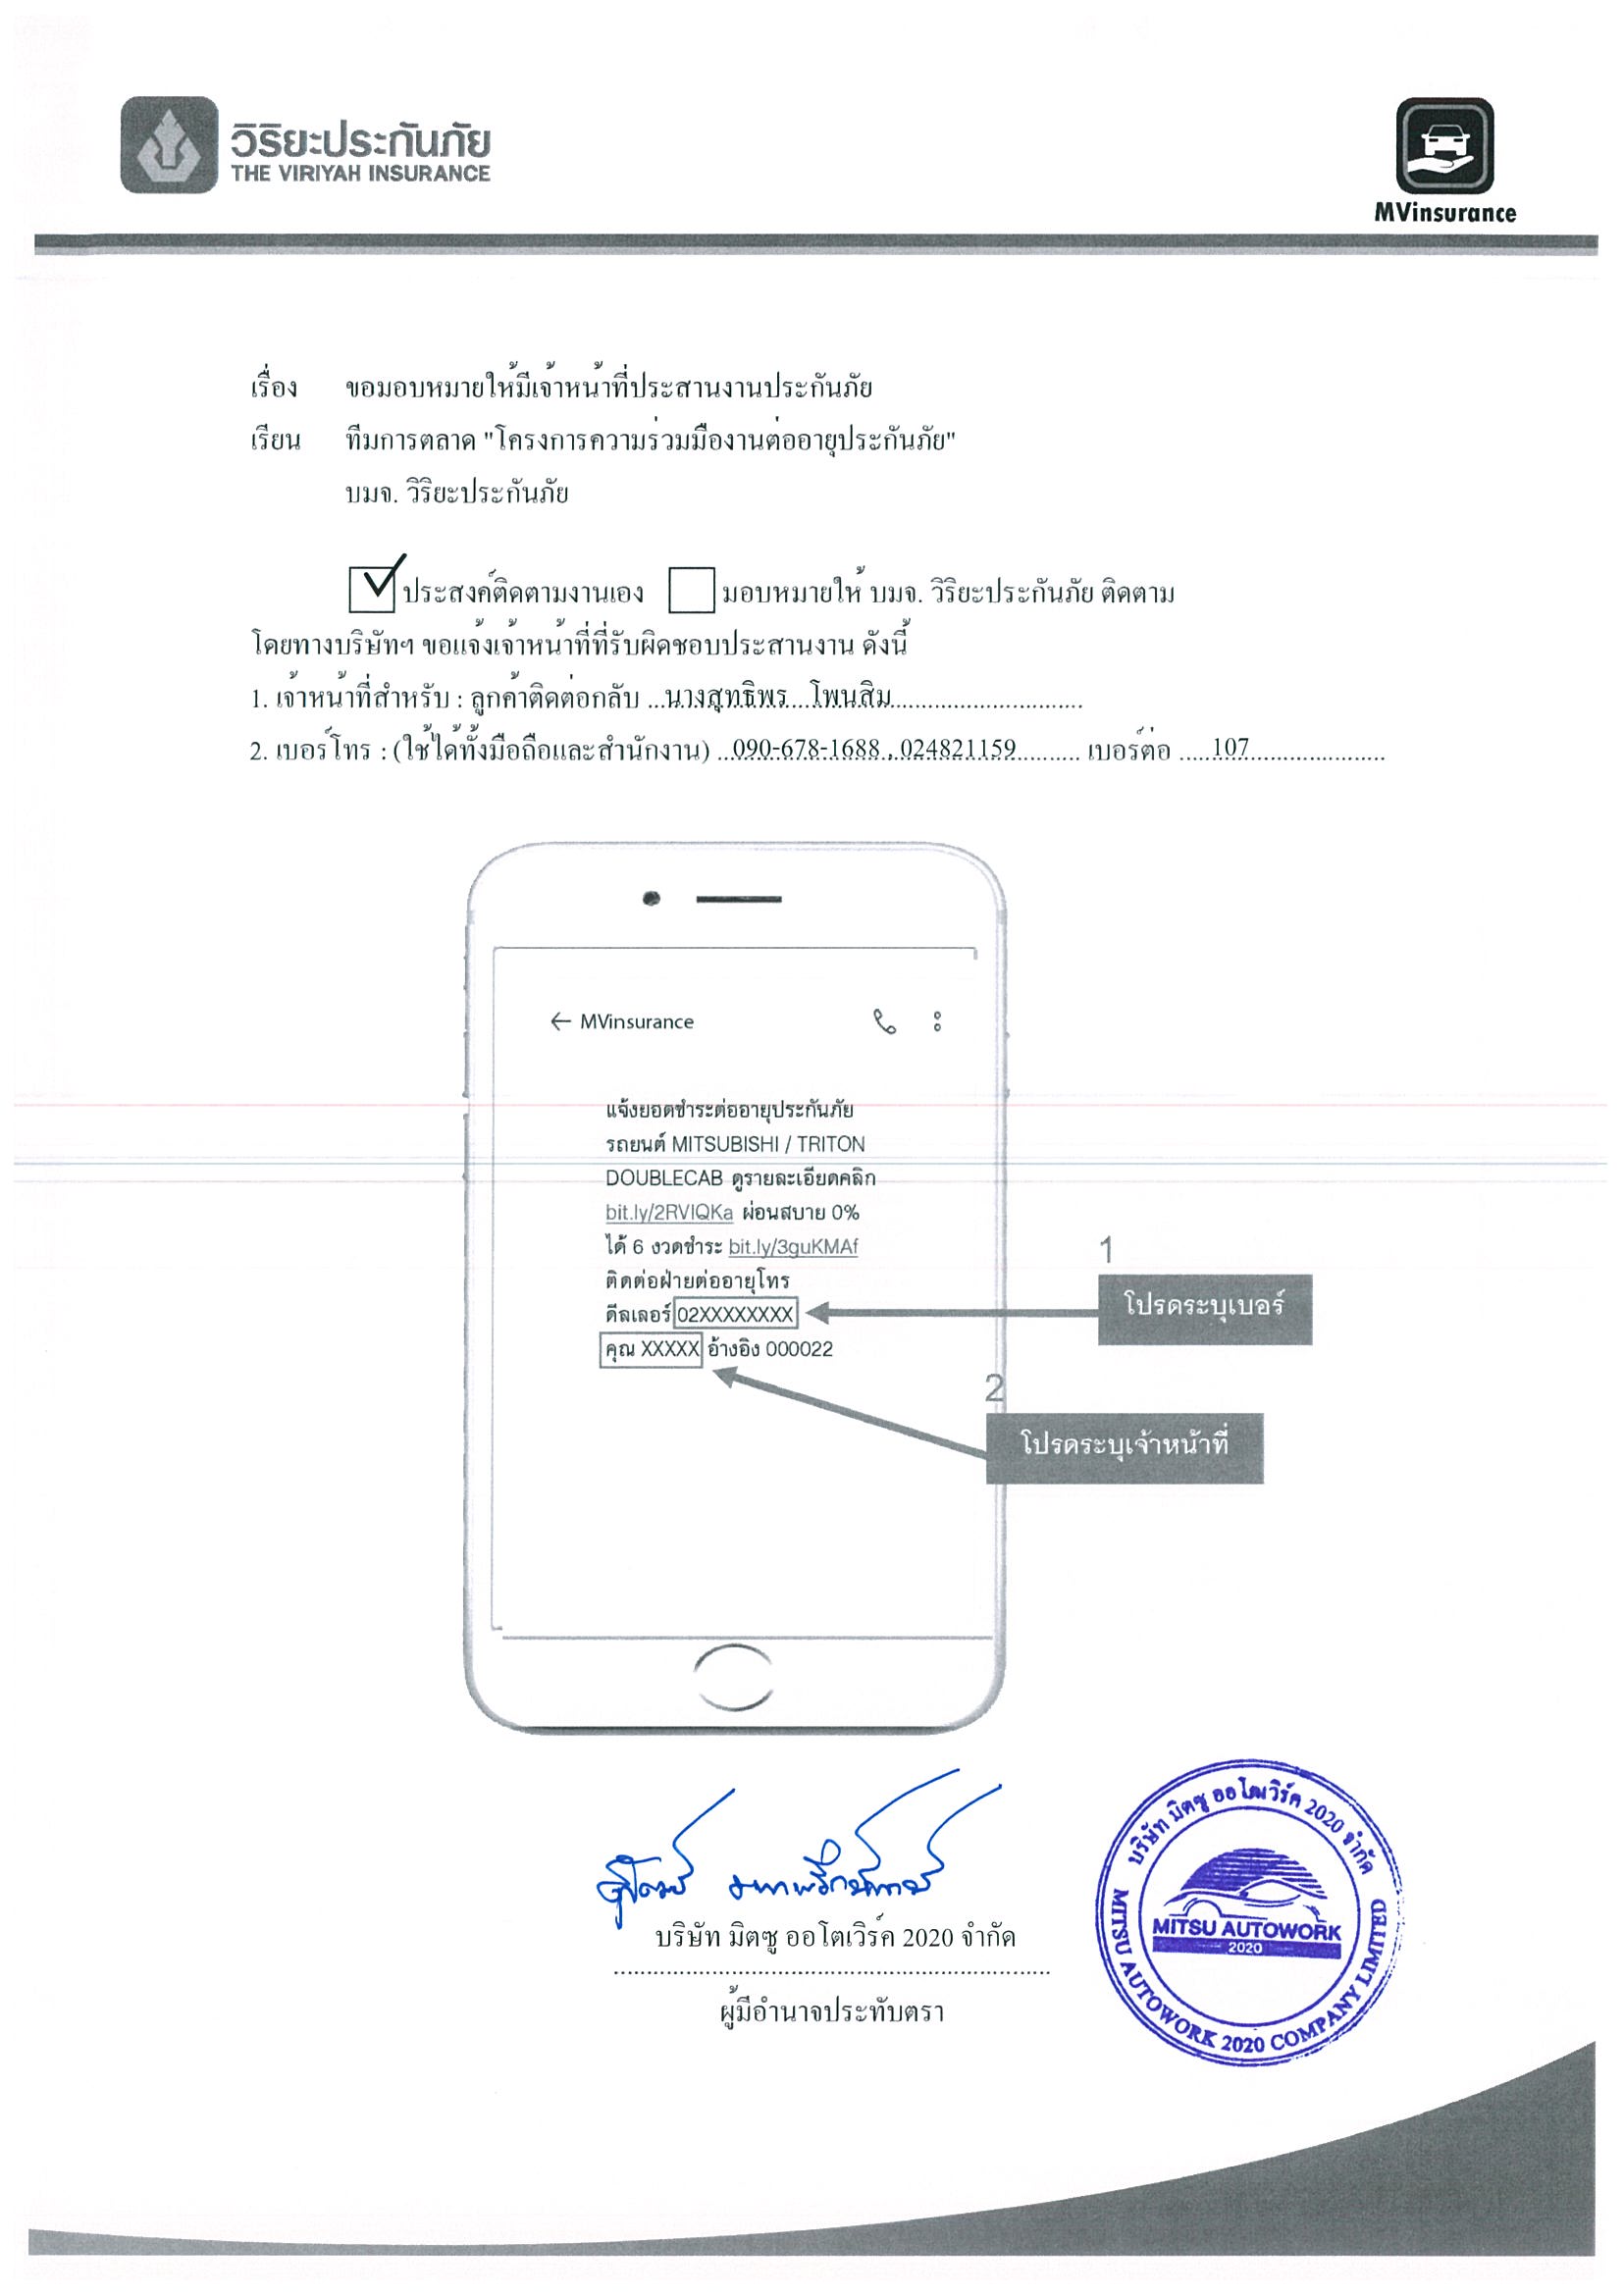 วิริยะประกันภัย
THE VIRIYAH INSURANCE
MVinsurance
เรื่อง ขอมอบหมายให้มีเจ้าหน้าที่ประสานงานประกันภัย
เรียน ทีมการตลาด "โครงการความร่วมมืองานต่ออายุประกันภัย"
บมจ. วิริยะประกันภัย
ประสงค์ติดตามงานเอง มอบหมายให้ บมจ. วิริยะประกันภัย ติดตาม
โดยทางบริษัทฯ ขอแจ้งเจ้าหน้าที่ที่รับผิดชอบประสานงาน ดังนี้
1. เจ้าหน้าที่สำหรับ : ลูกค้าติดต่อกลับ ...นางสุทธิพร...โพนสิม..............................
2. เบอร์โทร : (ใช้ได้ทั้งมือถือและสำนักงาน) ...090-678-1688 , 024821159.......... เบอร์ต่อ .....107.....................
MVinsurance
แจ้งยอดชำระต่ออายุประกันภัย
รถยนต์ MITSUBISHI / TRITON
DOUBLECAB ดูรายละเอียดคลิก
bit.ly/2RVIQKa ผ่อนสบาย 0%
ได้ 6 งวดชำระ bit.ly/3guKMAf
ติดต่อฝ่ายต่ออายุโทร
ดีลเลอร์ 02XXXXXXXX
คุณ XXXXX อ้างอิง 000022
1
โปรดระบุเบอร์
2
โปรดระบุเจ้าหน้าที่
บริษัท มิตซู ออโตเวิร์ค 2020 จำกัด
ผู้มีอำนาจประทับตรา
บริษัท มิตซู ออโตเวิร์ค 2020 จำกัด
MITSU AUTOWORK
2020
MITSU AUTOWORK 2020 COMPANY LIMITED